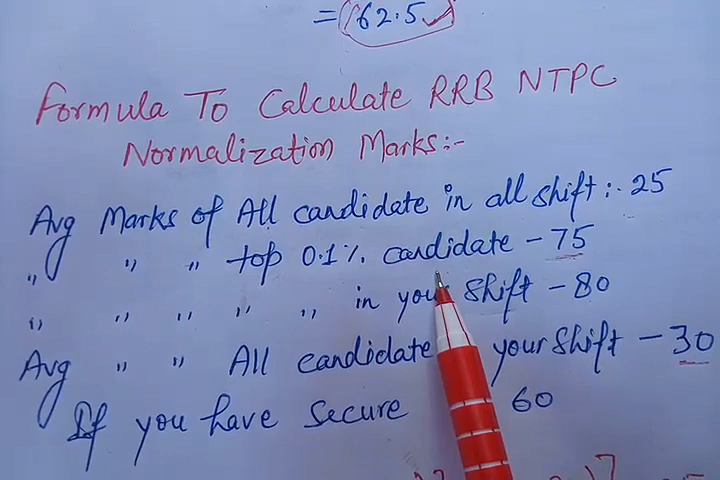 =(162.5
Formula To Calculate RRB NTPC
Normalization Marks:-
Avg Marks of All candidate in all shift:- 25
" " " top 0.1% candidate - 75
" " " " " in your shift - 80
Avg " " All candidate your shift - 30
If you have secure 60